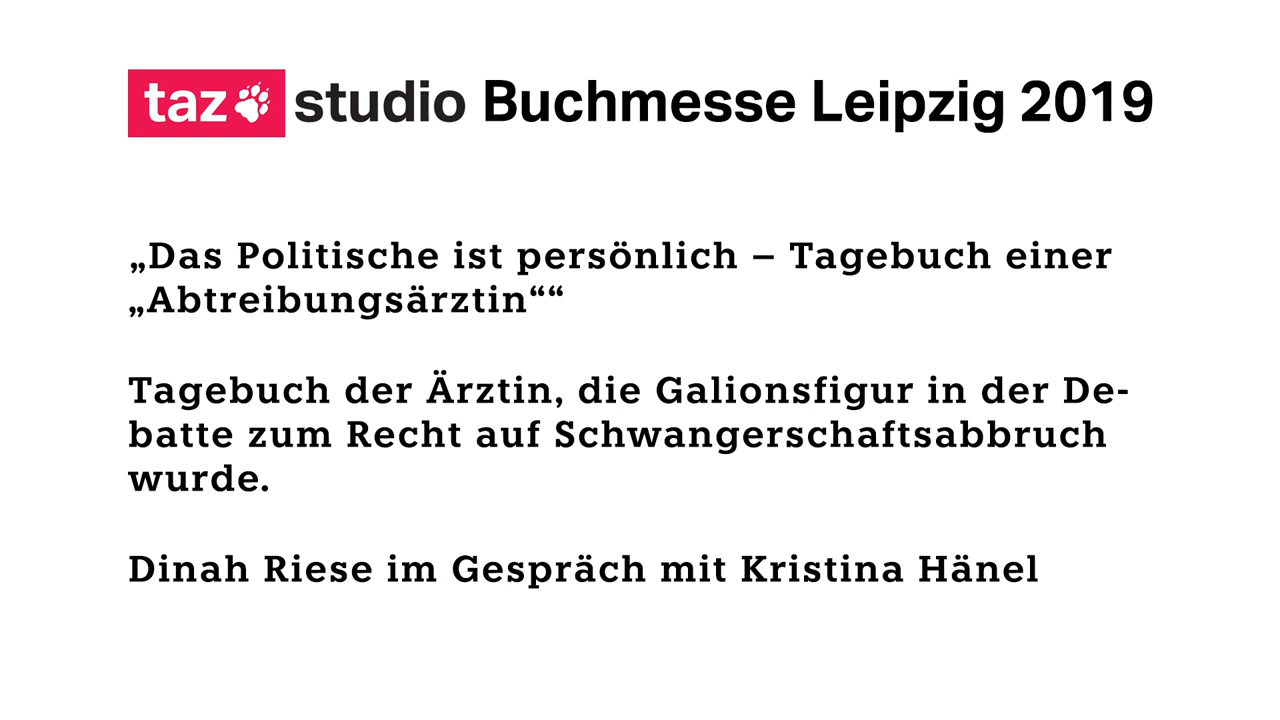 taz studio Buchmesse Leipzig 2019
„Das Politische ist persönlich – Tagebuch einer
„Abtreibungsärztin““
Tagebuch der Ärztin, die Galionsfigur in der De-
batte zum Recht auf Schwangerschaftsabbruch
wurde.
Dinah Riese im Gespräch mit Kristina Hänel